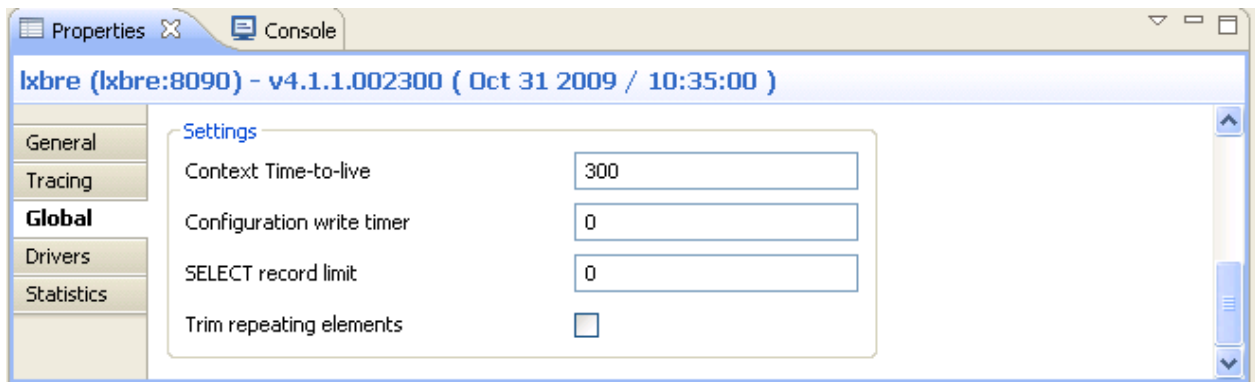 Properties Console
lxbre (lxbre:8090) - v4.1.1.002300 ( Oct 31 2009 / 10:35:00 )
General
Tracing
Global
Drivers
Statistics
Settings
Context Time-to-live 300
Configuration write timer 0
SELECT record limit 0
Trim repeating elements